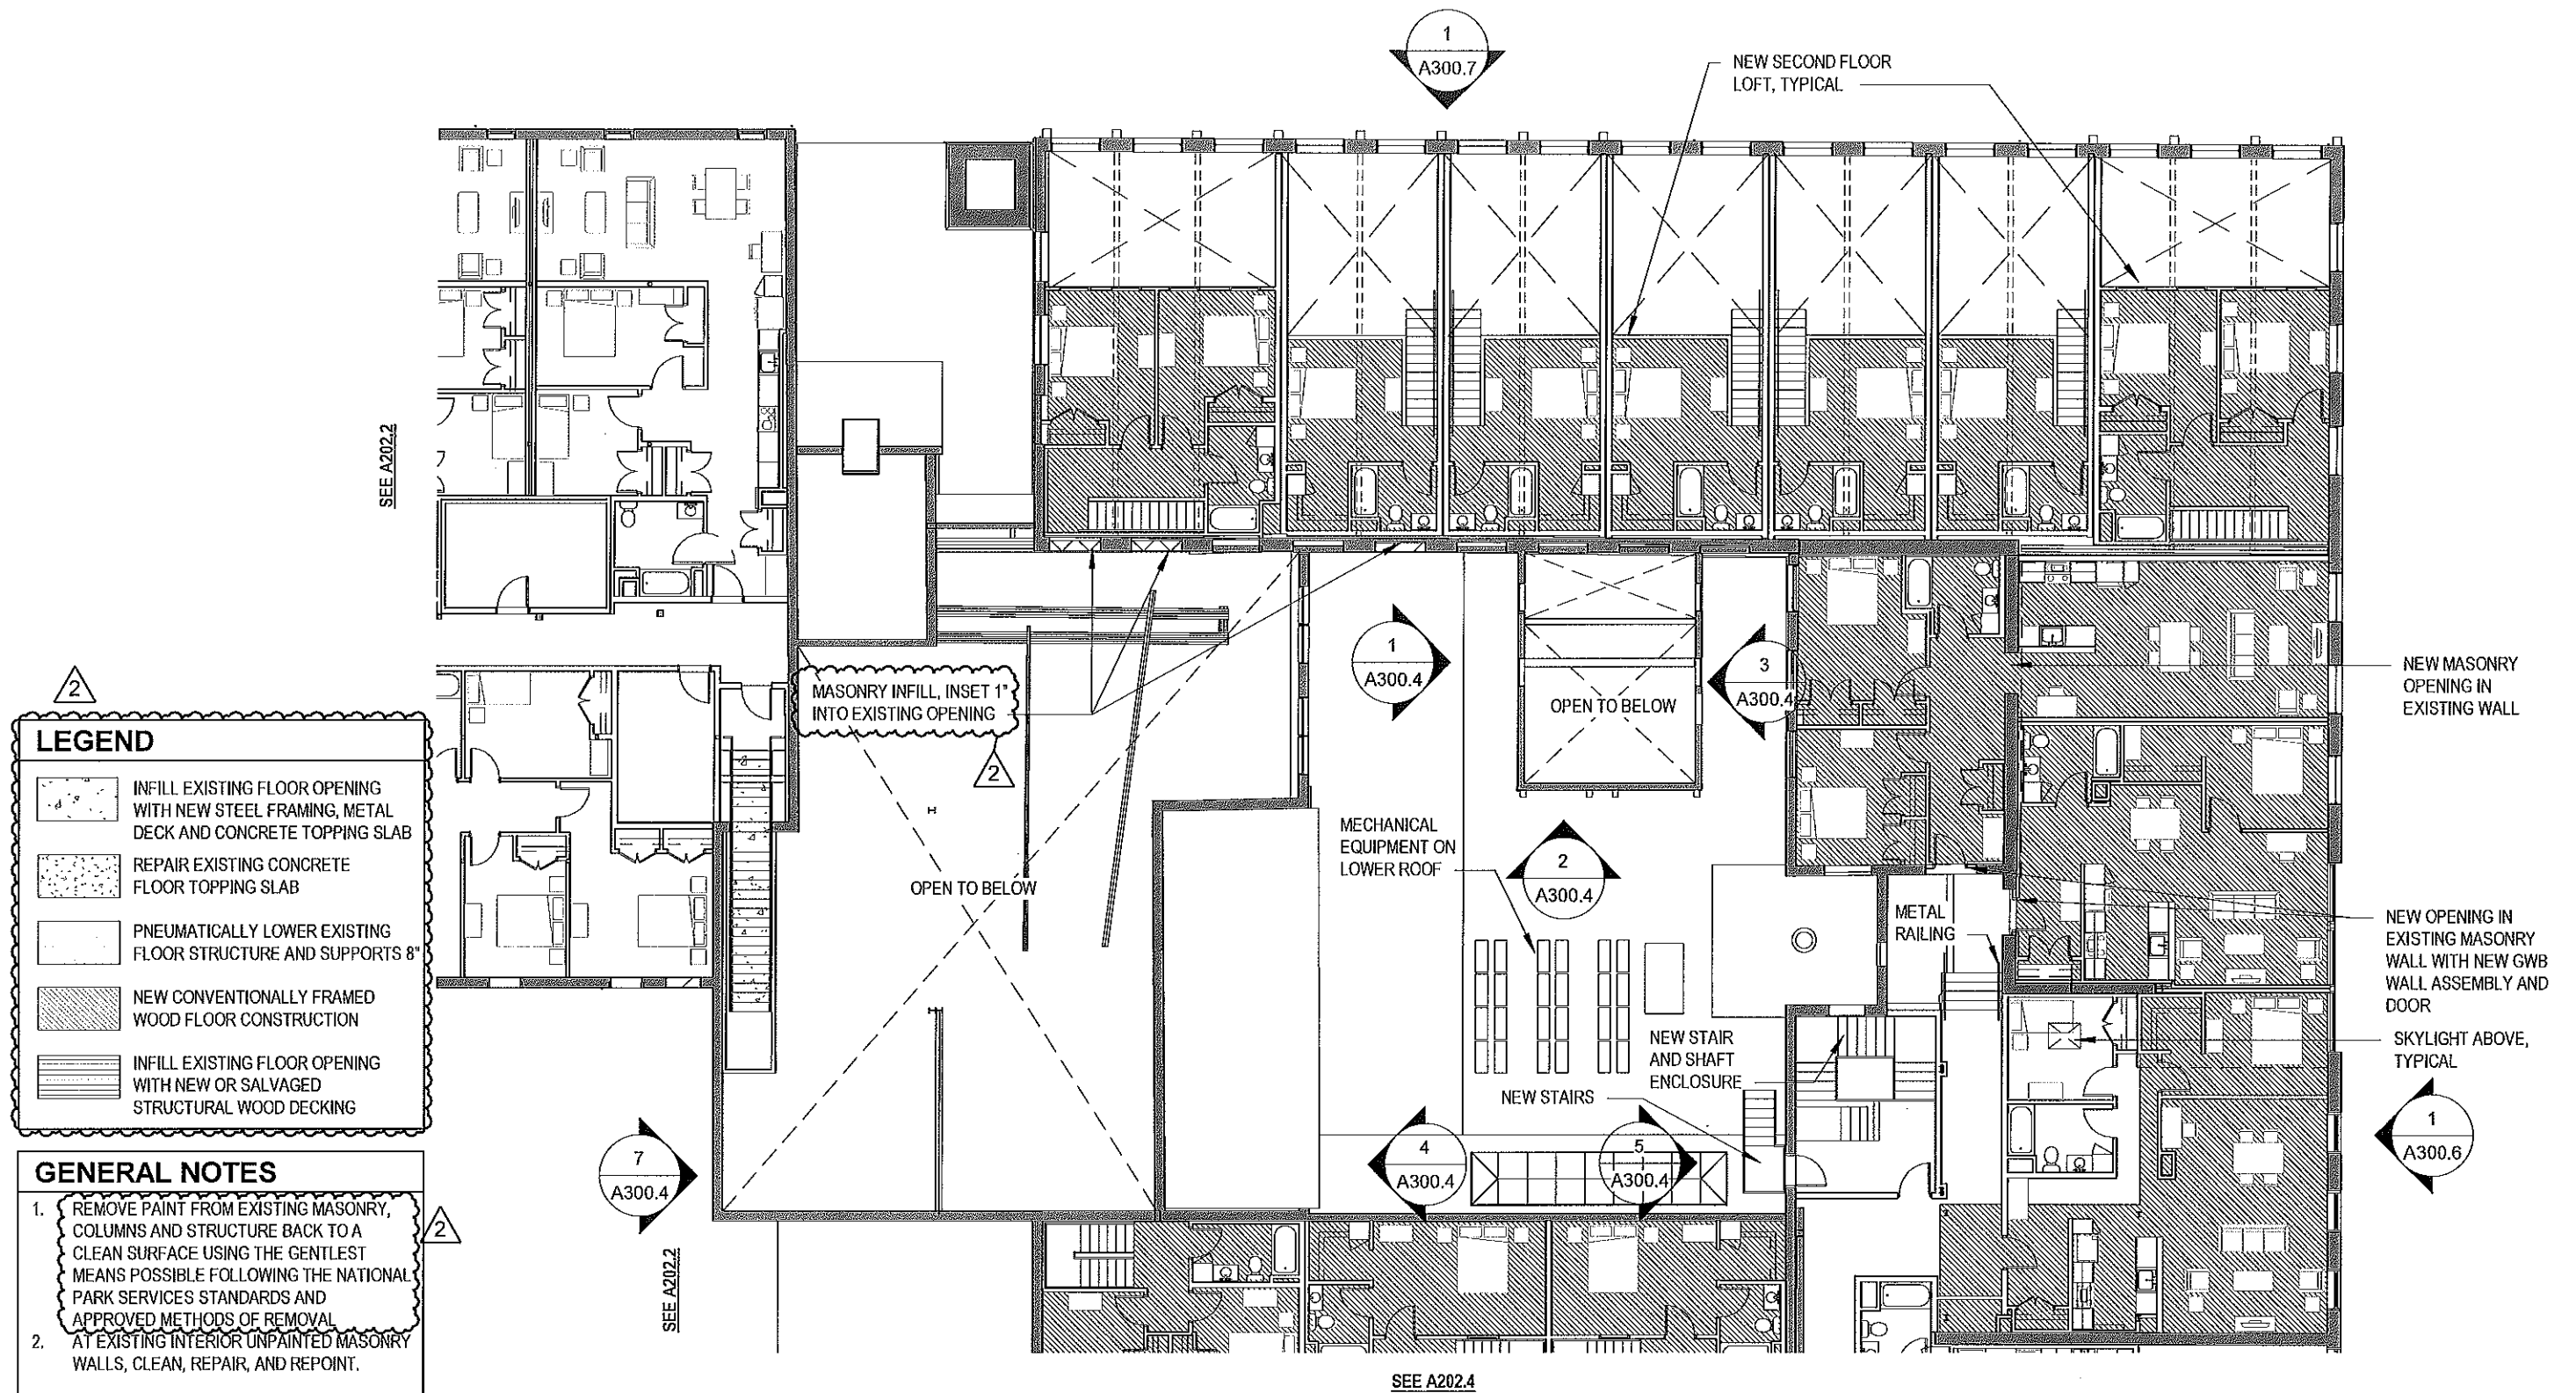 1
A300.7
NEW SECOND FLOOR
LOFT, TYPICAL
SEE A202.2
MASONRY INFILL, INSET 1"
INTO EXISTING OPENING
2
1
A300.4
3
A300.4
OPEN TO BELOW
NEW MASONRY
OPENING IN
EXISTING WALL
2
LEGEND
INFILL EXISTING FLOOR OPENING
WITH NEW STEEL FRAMING, METAL
DECK AND CONCRETE TOPPING SLAB
REPAIR EXISTING CONCRETE
FLOOR TOPPING SLAB
PNEUMATICALLY LOWER EXISTING
FLOOR STRUCTURE AND SUPPORTS 8"
NEW CONVENTIONALLY FRAMED
WOOD FLOOR CONSTRUCTION
INFILL EXISTING FLOOR OPENING
WITH NEW OR SALVAGED
STRUCTURAL WOOD DECKING
OPEN TO BELOW
MECHANICAL
EQUIPMENT ON
LOWER ROOF
2
A300.4
METAL
RAILING
NEW OPENING IN
EXISTING MASONRY
WALL WITH NEW GWB
WALL ASSEMBLY AND
DOOR
SKYLIGHT ABOVE,
TYPICAL
NEW STAIR
AND SHAFT
ENCLOSURE
NEW STAIRS
7
A300.4
4
A300.4
5
A300.4
1
A300.6
GENERAL NOTES
1. REMOVE PAINT FROM EXISTING MASONRY,
COLUMNS AND STRUCTURE BACK TO A
CLEAN SURFACE USING THE GENTLEST
MEANS POSSIBLE FOLLOWING THE NATIONAL
PARK SERVICES STANDARDS AND
APPROVED METHODS OF REMOVAL
2. AT EXISTING INTERIOR UNPAINTED MASONRY
WALLS, CLEAN, REPAIR, AND REPOINT.
2
SEE A202.2
SEE A202.4